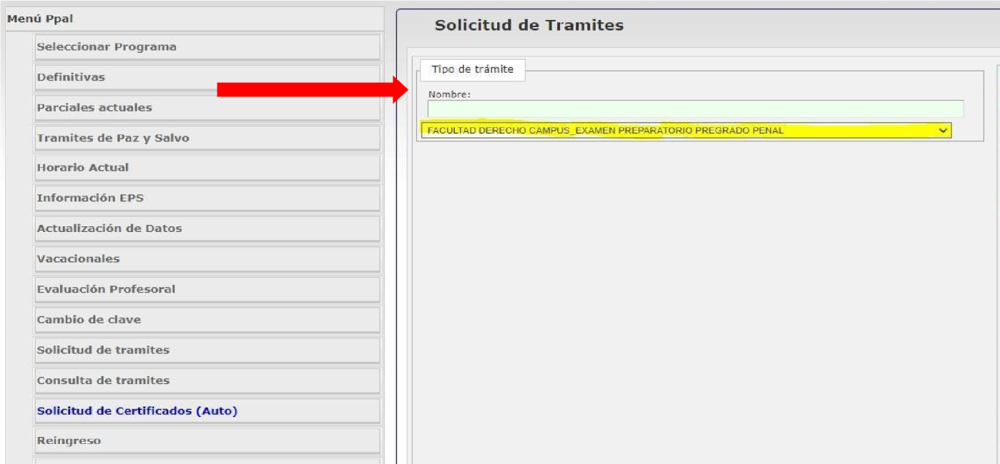 Menú Ppal
Seleccionar Programa
Definitivas
Parciales actuales
Tramites de Paz y Salvo
Horario Actual
Información EPS
Actualización de Datos
Vacacionales
Evaluación Profesoral
Cambio de clave
Solicitud de tramites
Consulta de tramites
Solicitud de Certificados (Auto)
Reingreso
Solicitud de Tramites
Tipo de trámite
Nombre:
FACULTAD DERECHO CAMPUS_EXAMEN PREPARATORIO PREGRADO PENAL